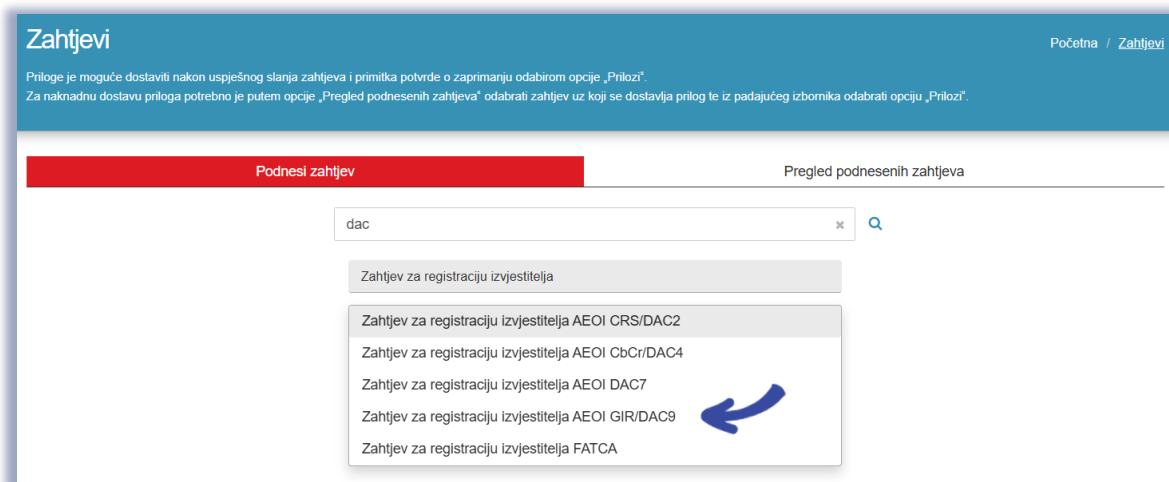 Zahtjevi
Početna / Zahtjevi
Priloge je moguće dostaviti nakon uspješnog slanja zahtjeva i primitka potvrde o zaprimanju odabirom opcije „Prilozi“.
Za naknadnu dostavu priloga potrebno je putem opcije „Pregled podnesenih zahtjeva“ odabrati zahtjev uz koji se dostavlja prilog te iz padajućeg izbornika odabrati opciju „Prilozi“.
Podnesi zahtjev
Pregled podnesenih zahtjeva
dac
Zahtjev za registraciju izvjestitelja
Zahtjev za registraciju izvjestitelja AEOI CRS/DAC2
Zahtjev za registraciju izvjestitelja AEOI CbCr/DAC4
Zahtjev za registraciju izvjestitelja AEOI DAC7
Zahtjev za registraciju izvjestitelja AEOI GIR/DAC9
Zahtjev za registraciju izvjestitelja FATCA